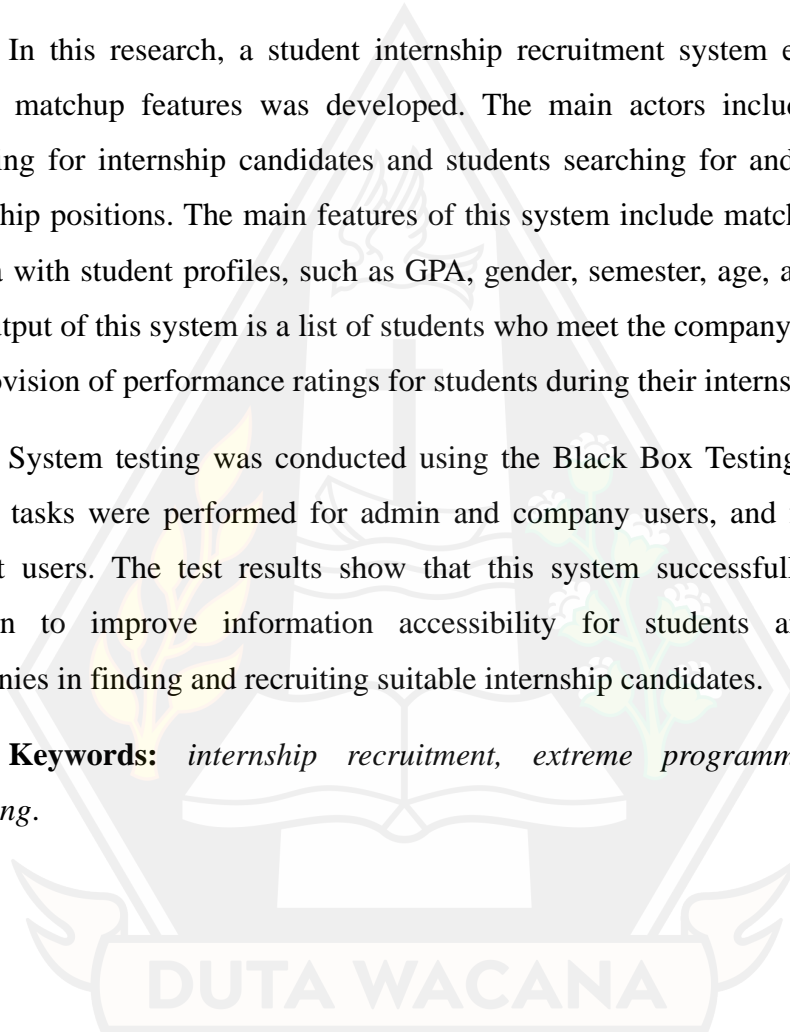 In this research, a student internship recruitment system e
matchup features was developed. The main actors inclu
ing for internship candidates and students searching for and
ship positions. The main features of this system include match
a with student profiles, such as GPA, gender, semester, age, a
utput of this system is a list of students who meet the company
ovision of performance ratings for students during their interns
System testing was conducted using the Black Box Testing
tasks were performed for admin and company users, and
t users. The test results show that this system successfull
n to improve information accessibility for students a
nies in finding and recruiting suitable internship candidates.
Keywords: internship recruitment, extreme programm
ng.
DUTA WACANA